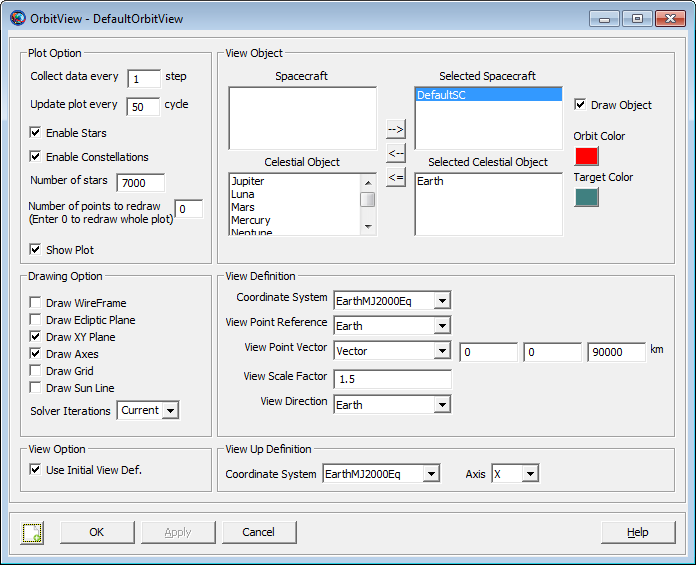 OrbitView - DefaultOrbitView
Plot Option
Collect data every 1 step
Update plot every 50 cycle
Enable Stars
Enable Constellations
Number of stars 7000
Number of points to redraw 0
(Enter 0 to redraw whole plot)
Show Plot
View Object
Spacecraft
Selected Spacecraft
DefaultSC
-->
<--
<=
Draw Object
Orbit Color
Target Color
Celestial Object
Jupiter
Luna
Mars
Mercury
Neptune
Selected Celestial Object
Earth
Drawing Option
Draw WireFrame
Draw Ecliptic Plane
Draw XY Plane
Draw Axes
Draw Grid
Draw Sun Line
Solver Iterations Current
View Definition
Coordinate System EarthMJ2000Eq
View Point Reference Earth
View Point Vector Vector 0 0 90000 km
View Scale Factor 1.5
View Direction Earth
View Option
Use Initial View Def.
View Up Definition
Coordinate System EarthMJ2000Eq Axis X
OK Apply Cancel Help